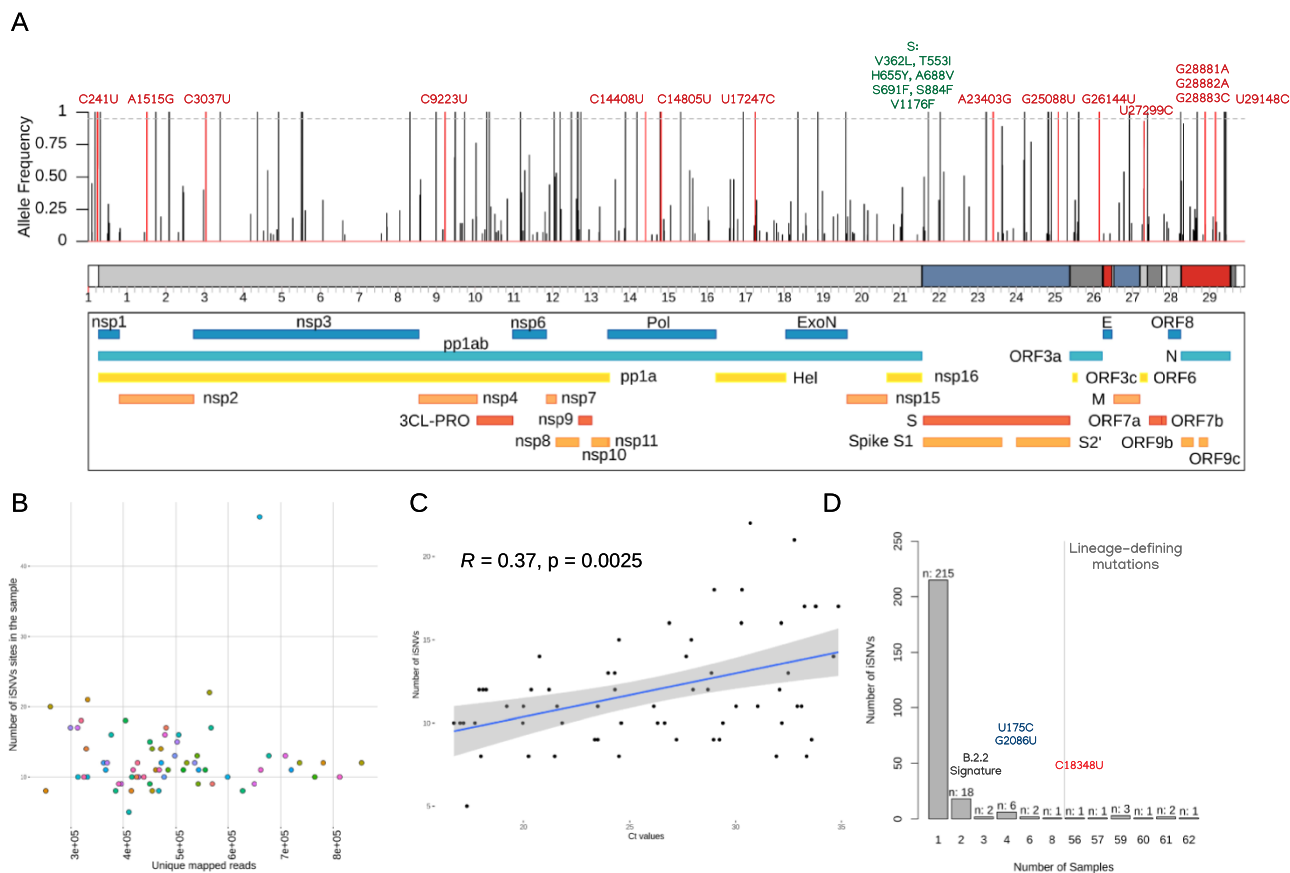 A
S:
V362L, T553I
H655Y, A688V
S691F, S884F
V1176F
G28881A
G28882A
G28883C
C241U A1515G C3037U C9223U C14408U C14805U U17247C A23403G G25088U G26144U U27299C U29148C
Allele Frequency
1
0.75
0.50
0.25
0
1 1 2 3 4 5 6 7 8 9 10 11 12 13 14 15 16 17 18 19 20 21 22 23 24 25 26 27 28 29
nsp1 nsp3 nsp6 Pol ExoN E ORF8
pp1ab ORF3a N
pp1a Hel nsp16 ORF3c ORF6
nsp2 nsp4 nsp7 nsp15 M
3CL-PRO nsp9 S ORF7a ORF7b
nsp8 nsp11 Spike S1 S2' ORF9b
nsp10 ORF9c
B
Number of iSNVs sites in the sample
40
30
20
10
3e+05 4e+05 5e+05 6e+05 7e+05 8e+05
Unique mapped reads
C
R = 0.37, p = 0.0025
Number of iSNVs
20
15
10
5
20 25 30 35
Ct values
D
Lineage-defining
mutations
Number of iSNVs
250
200
150
100
50
0
n: 215
n: 18
n: 2
n: 6
n: 2
n: 1
n: 1
n: 1
n: 3
n: 1
n: 2
n: 1
U175C
G2086U
B.2.2
Signature
C18348U
1 2 3 4 6 8 56 57 59 60 61 62
Number of Samples